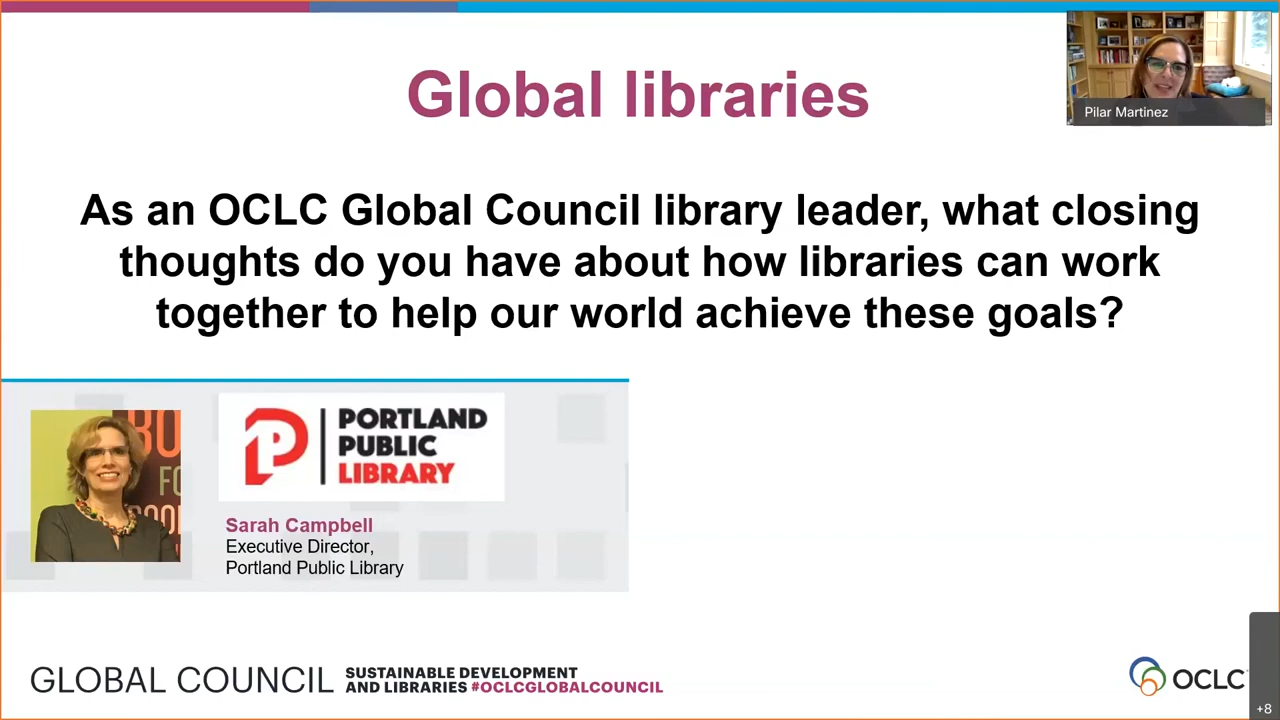 Global libraries
Pilar Martinez
As an OCLC Global Council library leader, what closing
thoughts do you have about how libraries can work
together to help our world achieve these goals?
BO
FO
PORTLAND
PUBLIC
LIBRARY
Sarah Campbell
Executive Director,
Portland Public Library
GLOBAL COUNCIL
SUSTAINABLE DEVELOPMENT
AND LIBRARIES #OCLCGLOBALCOUNCIL
OCLC
+8